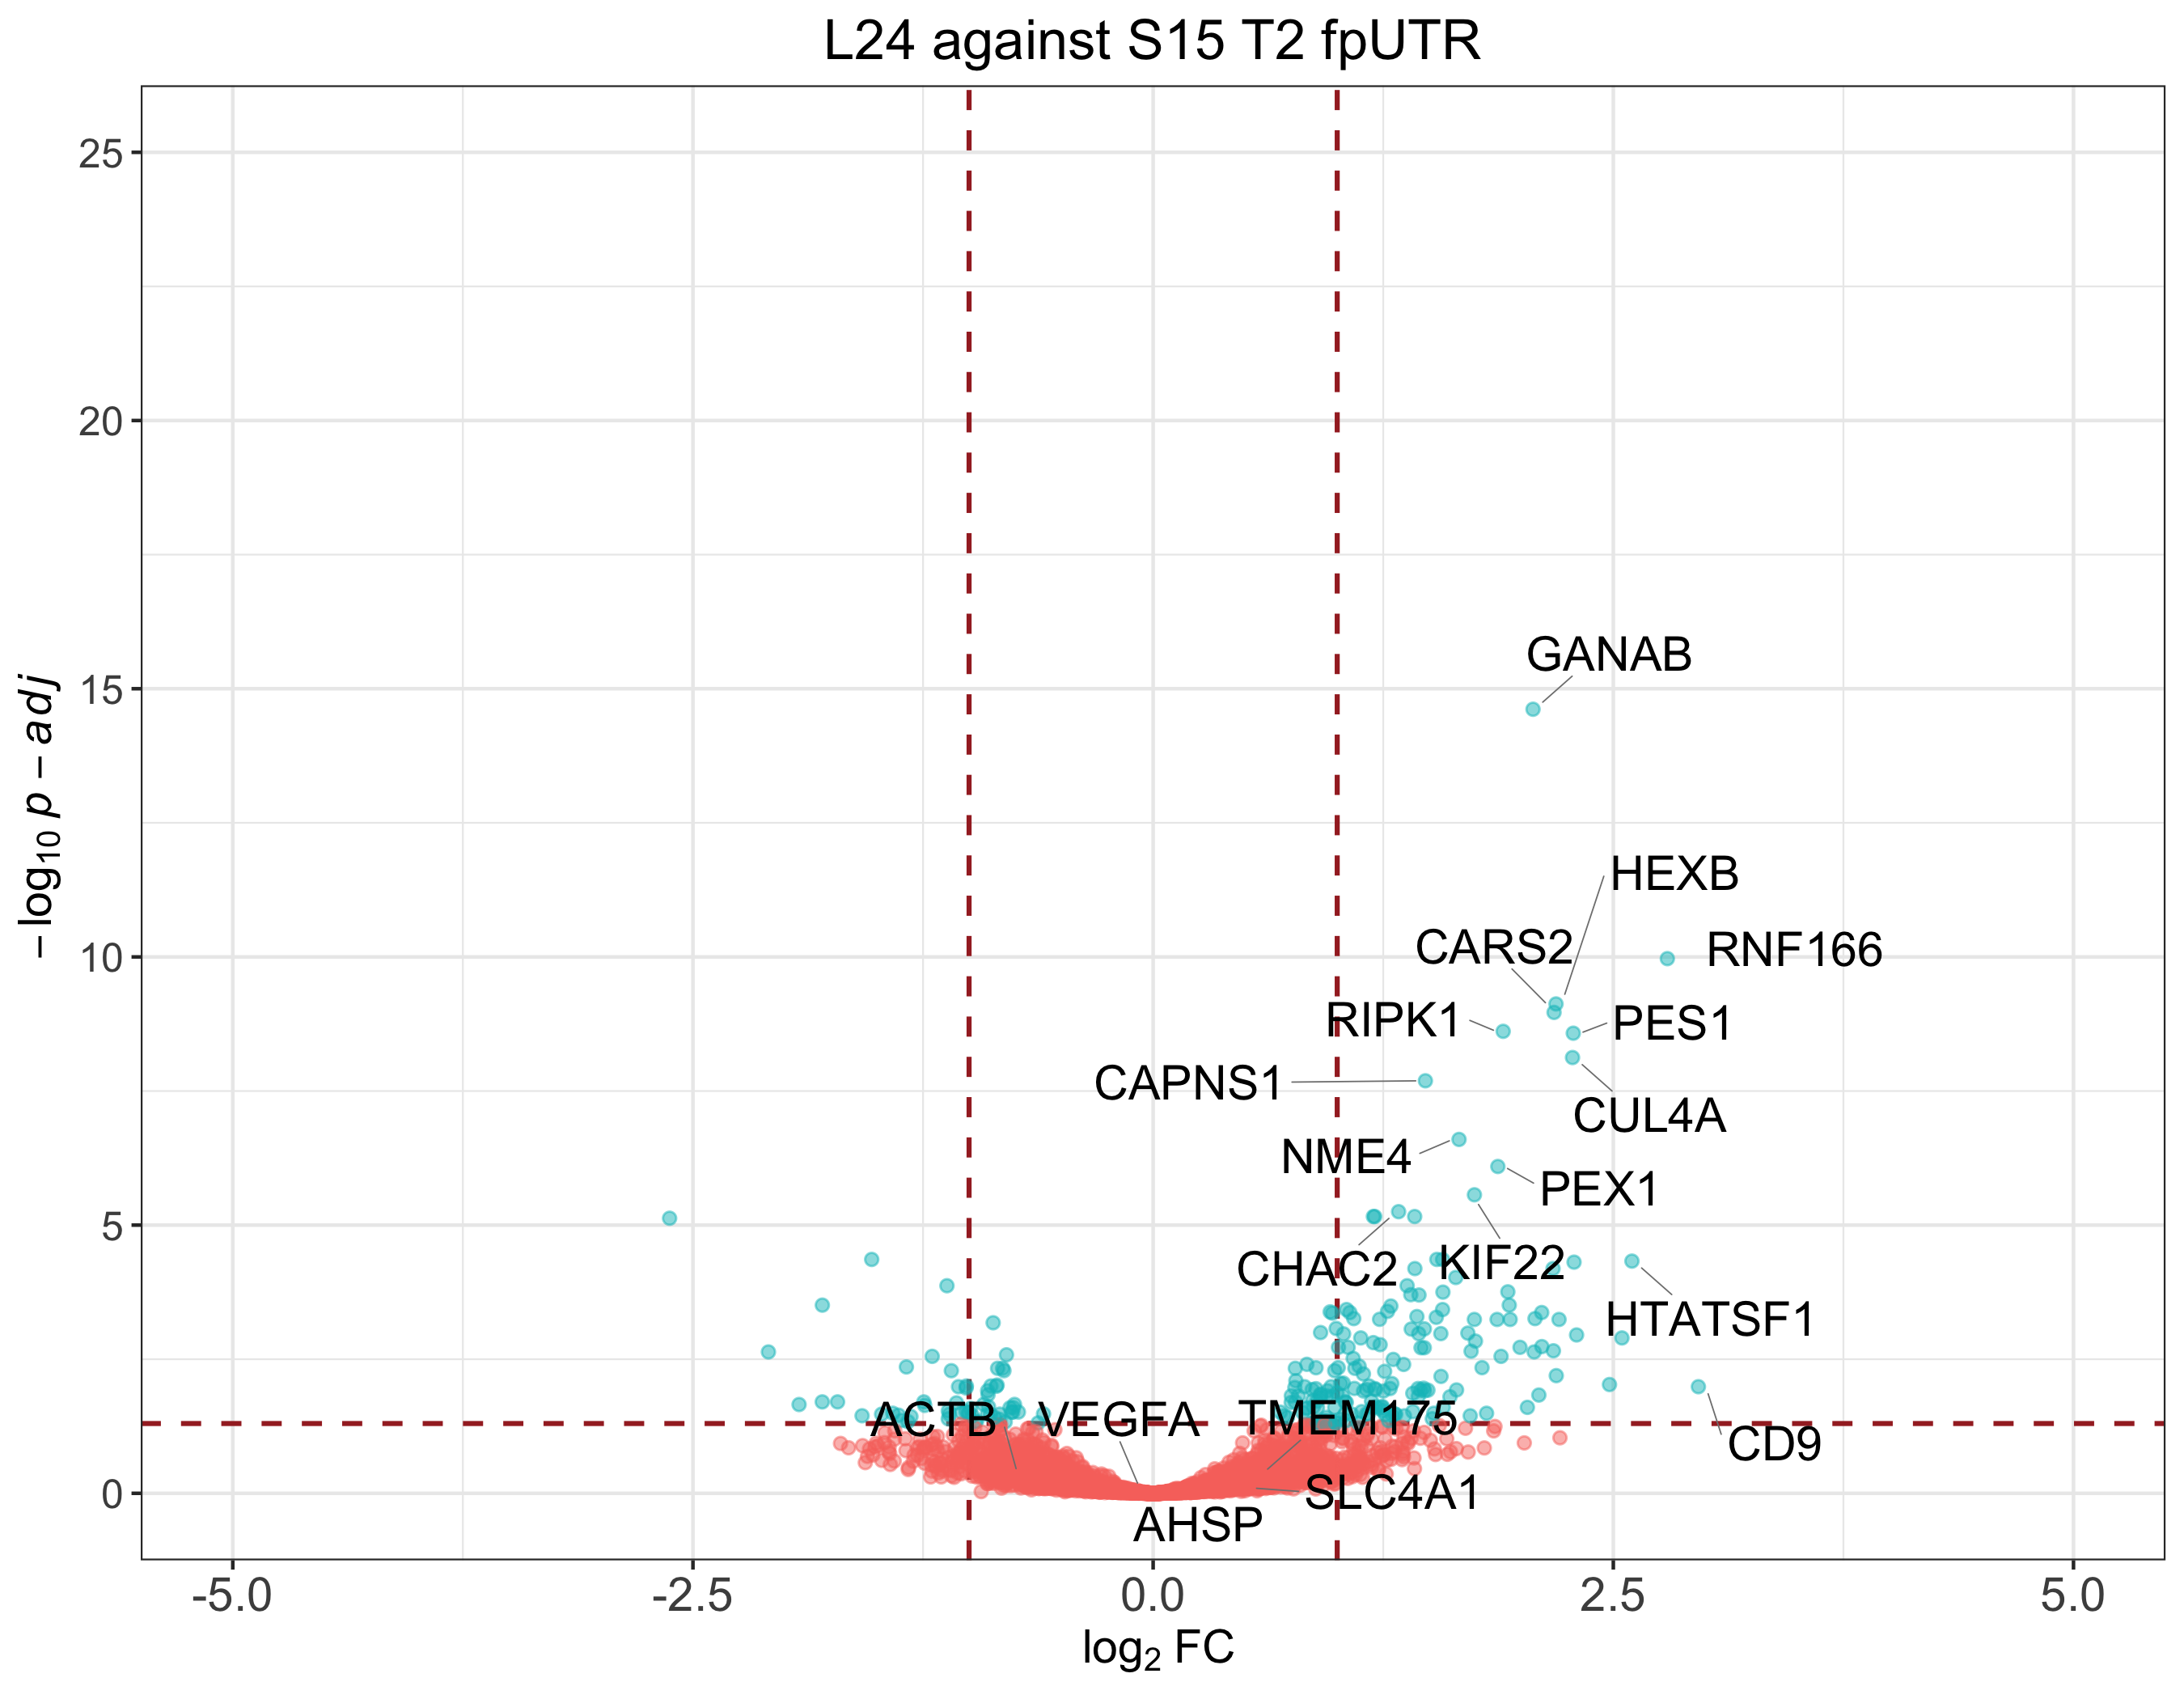 L24 against S15 T2 fpUTR
25
20
15
10
5
0
−log10 p − adj
GANAB
HEXB
CARS2
RNF166
RIPK1
PES1
CAPNS1
CUL4A
NME4
PEX1
CHAC2
KIF22
HTATSF1
ACTB
VEGFA
TMEM175
CD9
SLC4A1
AHSP
-5.0
-2.5
0.0
2.5
5.0
log2 FC